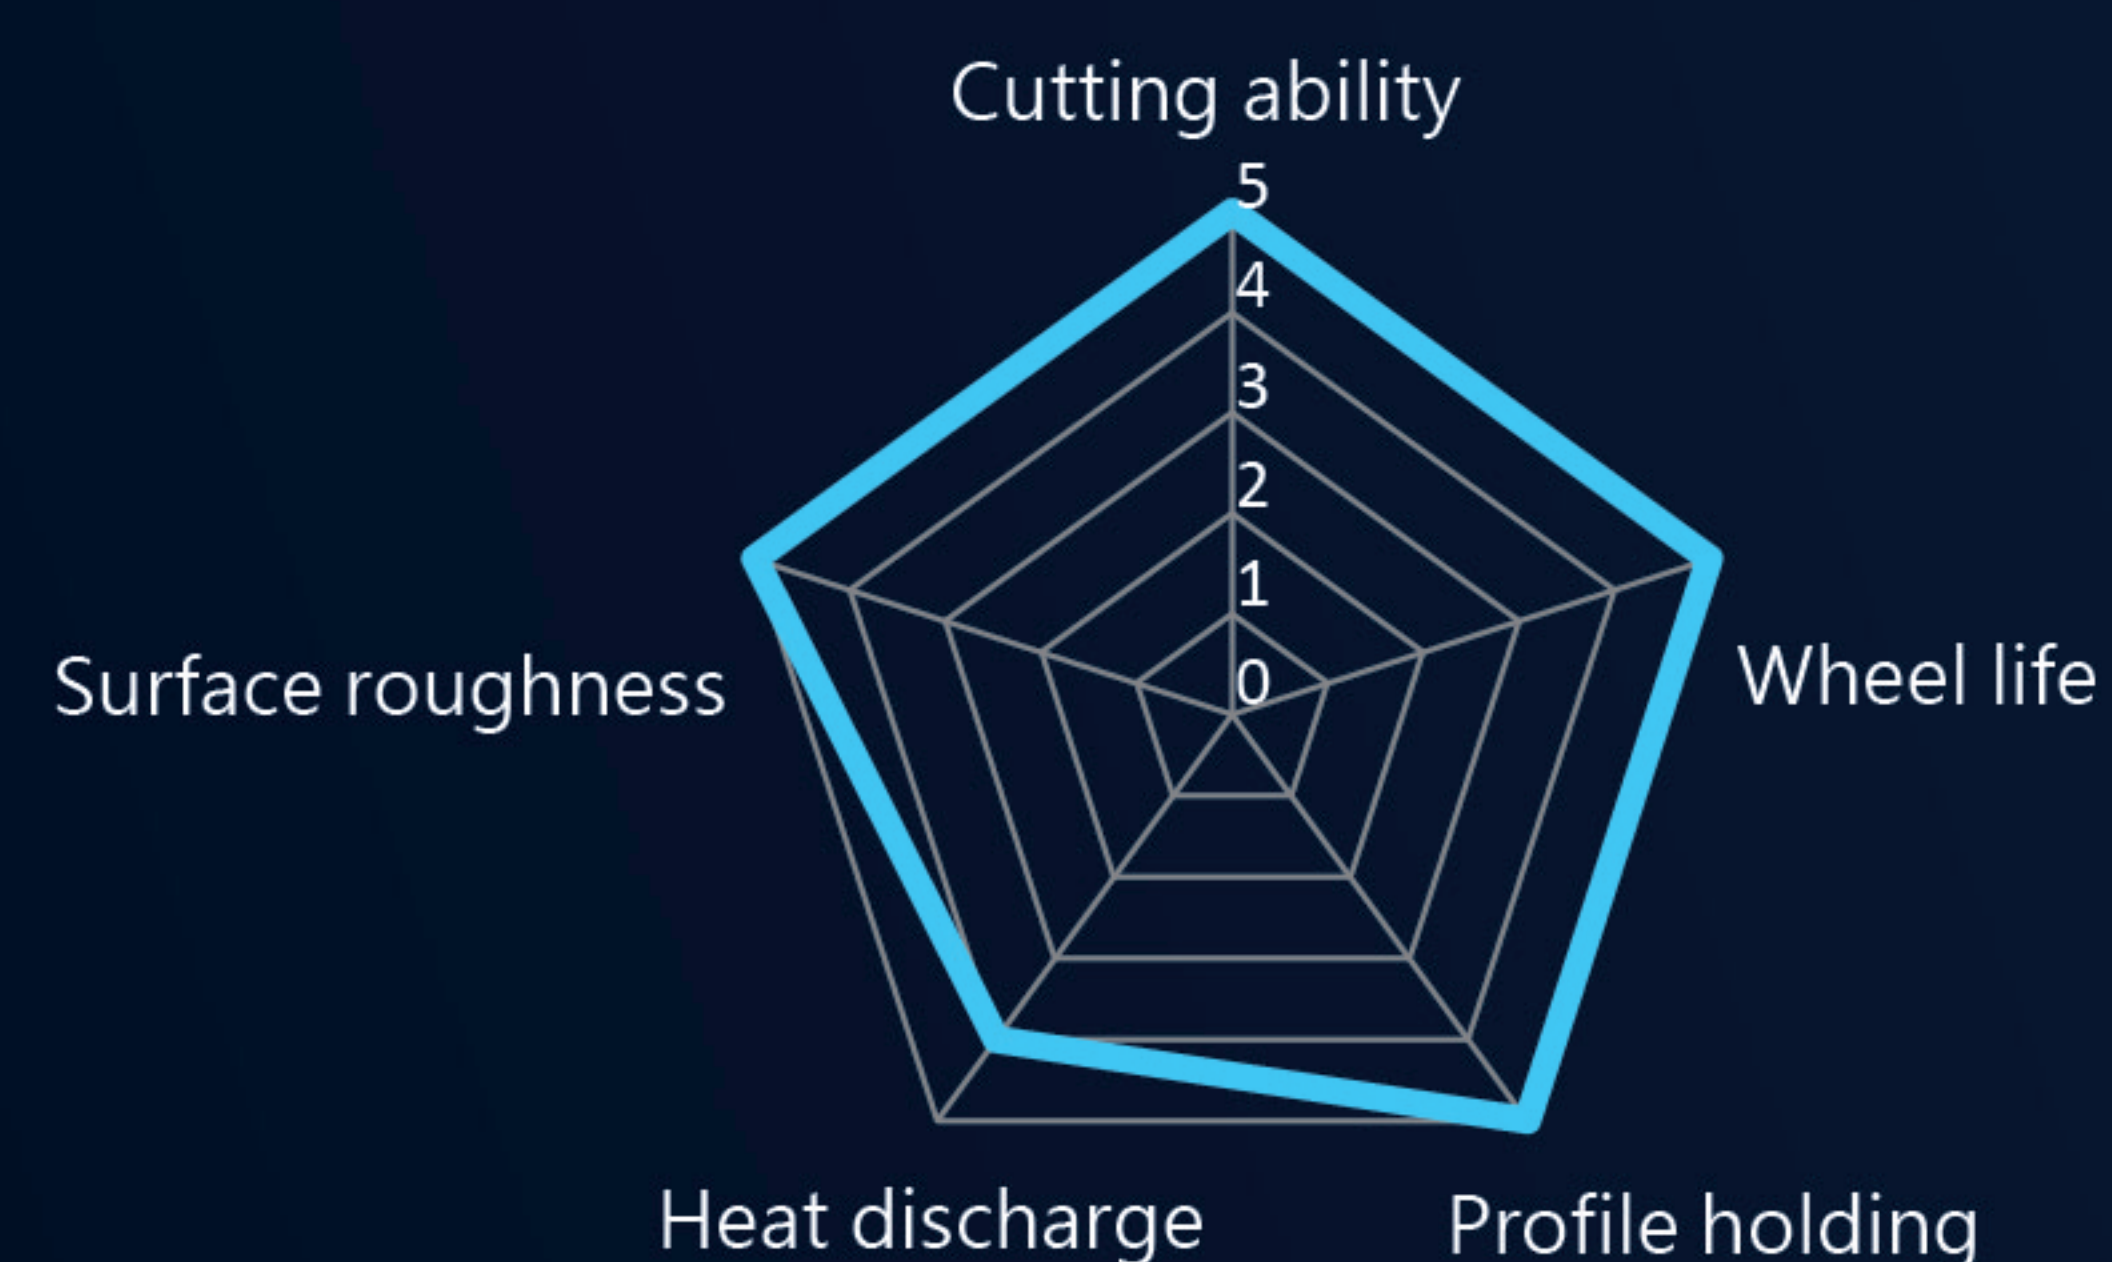 Cutting ability
5
4
3
2
1
0
Wheel life
Surface roughness
Heat discharge
Profile holding